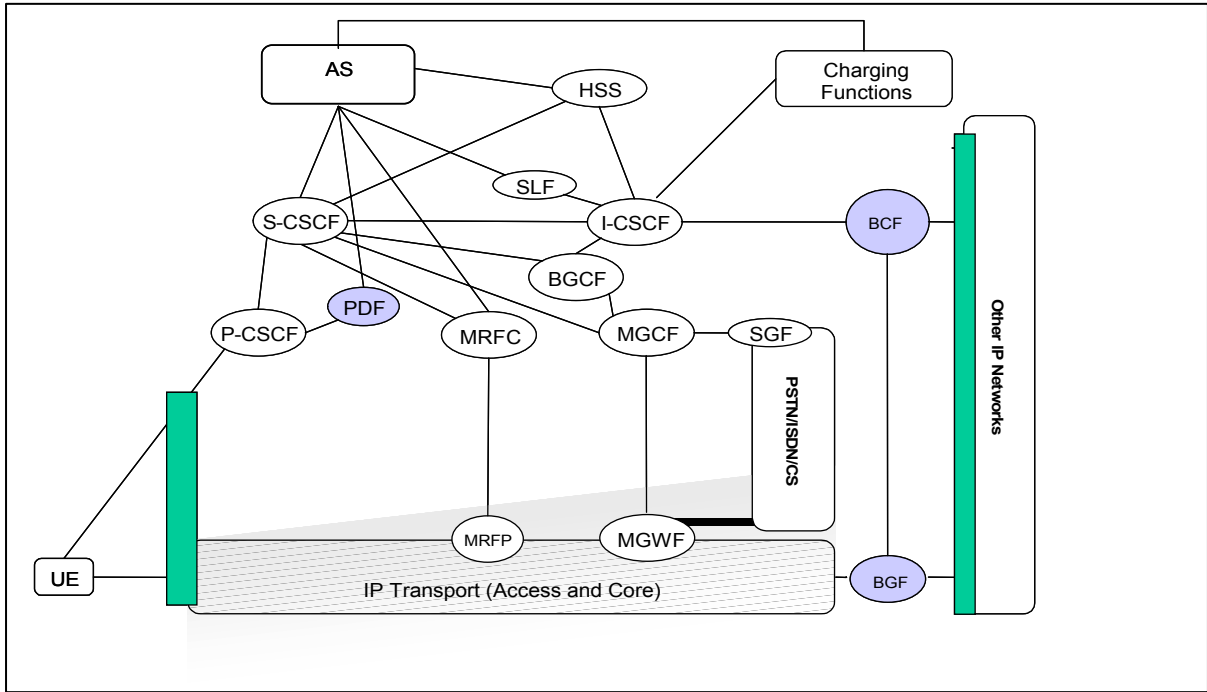 AS
HSS
Charging
Functions
SLF
S-CSCF
I-CSCF
BCF
BGCF
PDF
P-CSCF
MRFC
MGCF
SGF
Other IP Networks
PSTN/ISDN/CS
MRFP
MGWF
UE
IP Transport (Access and Core)
BGF